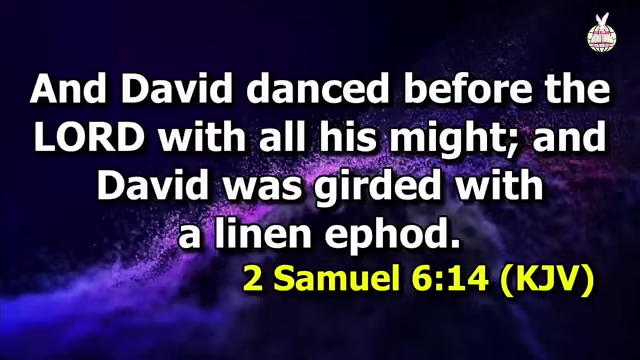 And David danced before the
LORD with all his might; and
David was girded with
a linen ephod.
2 Samuel 6:14 (KJV)